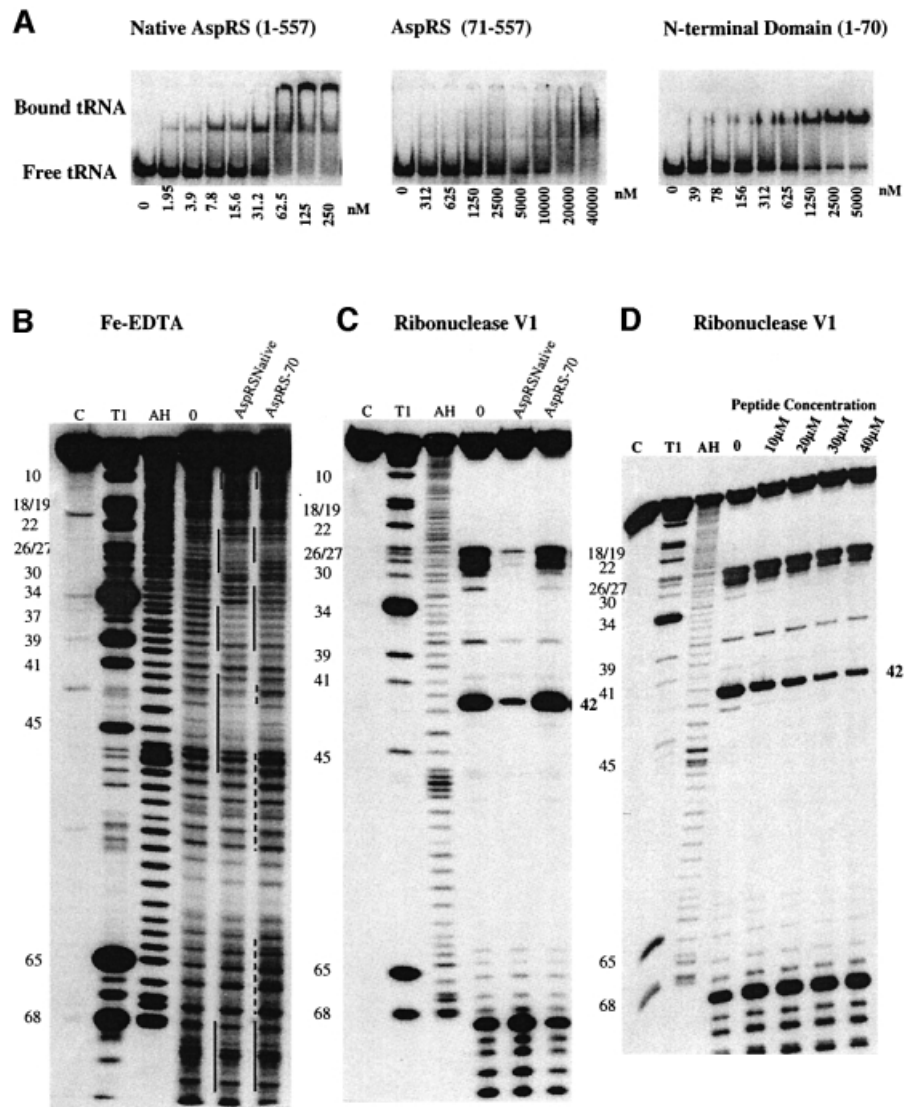 A
Native AspRS (1-557)
AspRS (71-557)
N-terminal Domain (1-70)
Bound tRNA
Free tRNA
0 1.95 3.9 7.8 15.6 31.2 62.5 125 250 nM
0 312 625 1250 2500 5000 10000 20000 40000 nM
0 39 78 156 312 625 1250 2500 5000 nM
B
Fe-EDTA
C T1 AH 0 AspRSNative AspRS-70
10
18/19
22
26/27
30
34
37
39
41
45
65
68
C
Ribonuclease V1
C T1 AH 0 AspRSNative AspRS-70
10
18/19
22
26/27
30
34
39
41
42
45
65
68
D
Ribonuclease V1
Peptide Concentration
C T1 AH 0 10µM 20µM 30µM 40µM
18/19
22
26/27
30
34
39
42
41
45
65
68